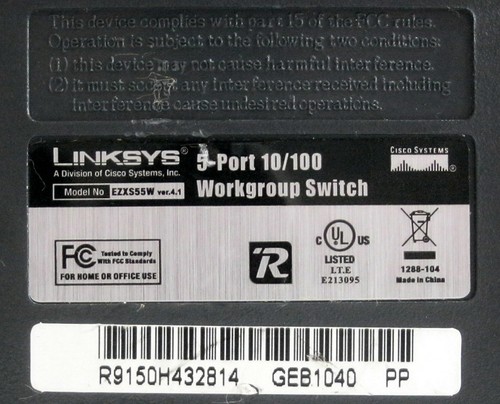 This device complies with part 15 of the FCC rules.
Operation is subject to the following two conditions:
(1) this device may not cause harmful interference.
(2) it must accept any interference received including
interference cause undesired operations.
LINKSYS® 5-Port 10/100
A Division of Cisco Systems, Inc.
Workgroup Switch
CISCO SYSTEMS
®
Model No EZXS55W ver.4.1
FC Tested to Comply
With FCC Standards
FOR HOME OR OFFICE USE
R
C UL US
LISTED
I.T.E
E213095
1288-104
Made in China
R9150H432814 GEB1040 PP